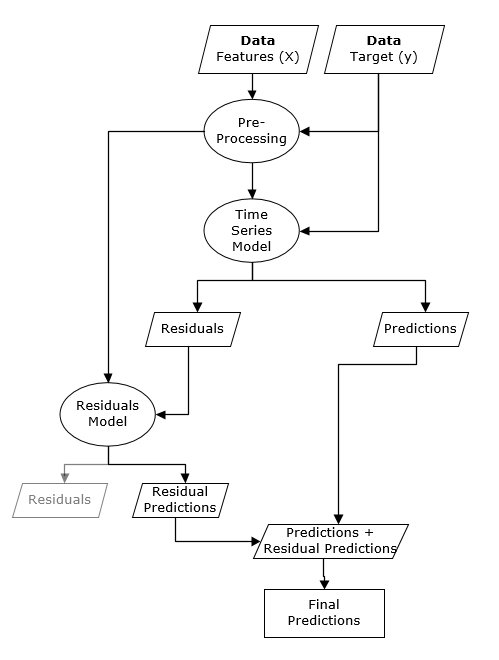 Data
Features (X)
Data
Target (y)
Pre-
Processing
Time
Series
Model
Residuals
Predictions
Residuals
Model
Residuals
Residual
Predictions
Predictions +
Residual Predictions
Final
Predictions